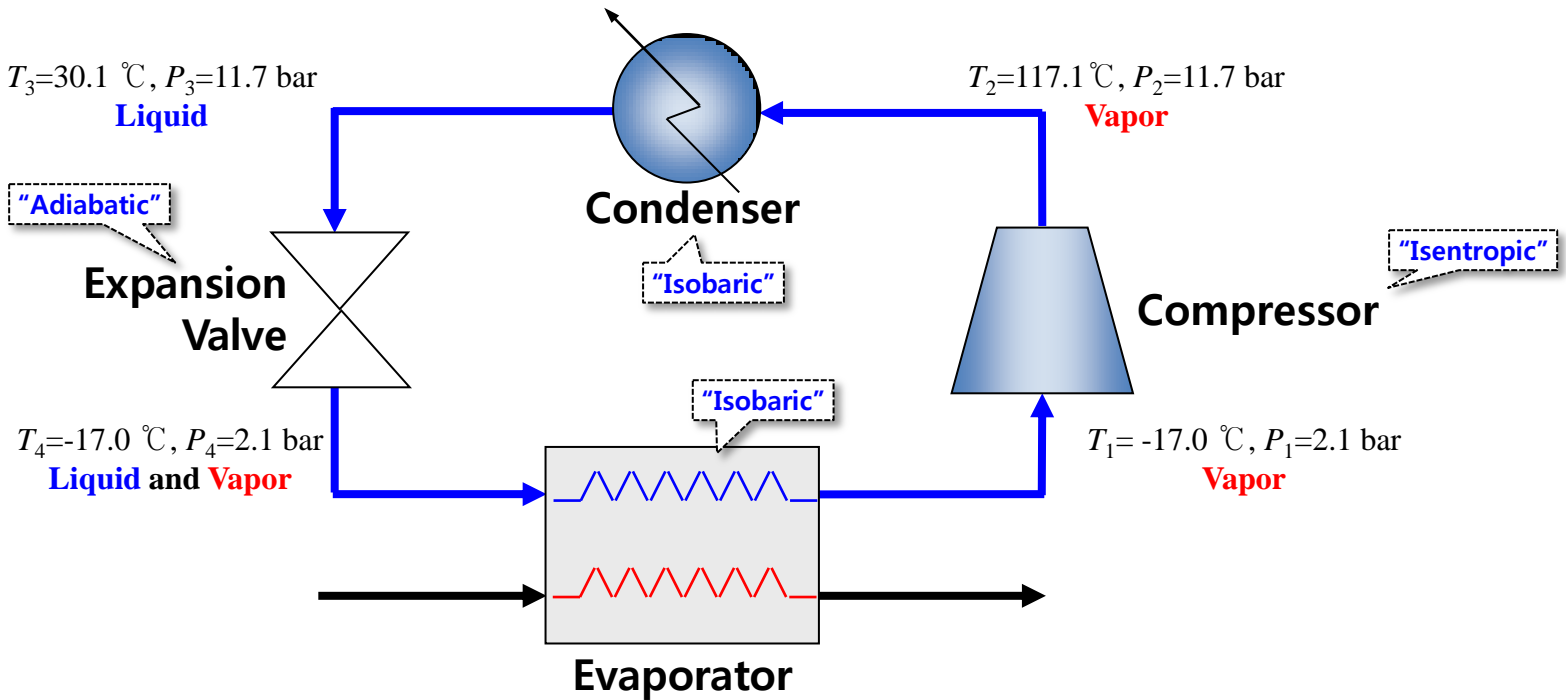 T3=30.1 ℃, P3=11.7 bar
Liquid
T2=117.1℃, P2=11.7 bar
Vapor
“Adiabatic”
Condenser
“Isobaric”
“Isentropic”
Expansion
Valve
Compressor
“Isobaric”
T4=-17.0 ℃, P4=2.1 bar
Liquid and Vapor
T1= -17.0 ℃, P1=2.1 bar
Vapor
Evaporator